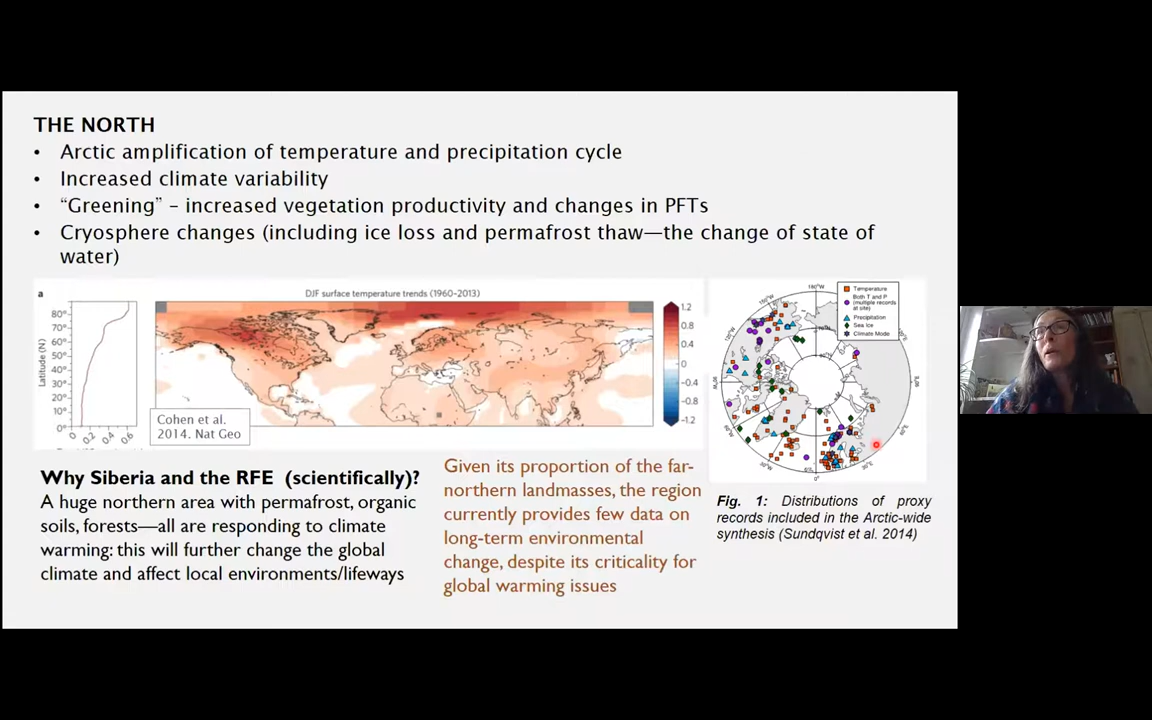 THE NORTH
• Arctic amplification of temperature and precipitation cycle
• Increased climate variability
• “Greening” – increased vegetation productivity and changes in PFTs
• Cryosphere changes (including ice loss and permafrost thaw—the change of state of
water)
a
DJF surface temperature trends (1960–2013)
Latitude (N)
80°
70°
60°
50°
40°
30°
20°
10°
0°
0 0.2 0.4 0.6
1.2
0.8
0.4
0
−0.4
−0.8
−1.2
Cohen et al.
2014. Nat Geo
180°W
Temperature
Both T and P
(multiple records
at site)
Precipitation
Sea Ice
Climate Mode
Why Siberia and the RFE (scientifically)?
A huge northern area with permafrost, organic
soils, forests—all are responding to climate
warming: this will further change the global
climate and affect local environments/lifeways
Given its proportion of the far-
northern landmasses, the region
currently provides few data on
long-term environmental
change, despite its criticality for
global warming issues
Fig. 1: Distributions of proxy
records included in the Arctic-wide
synthesis (Sundqvist et al. 2014)